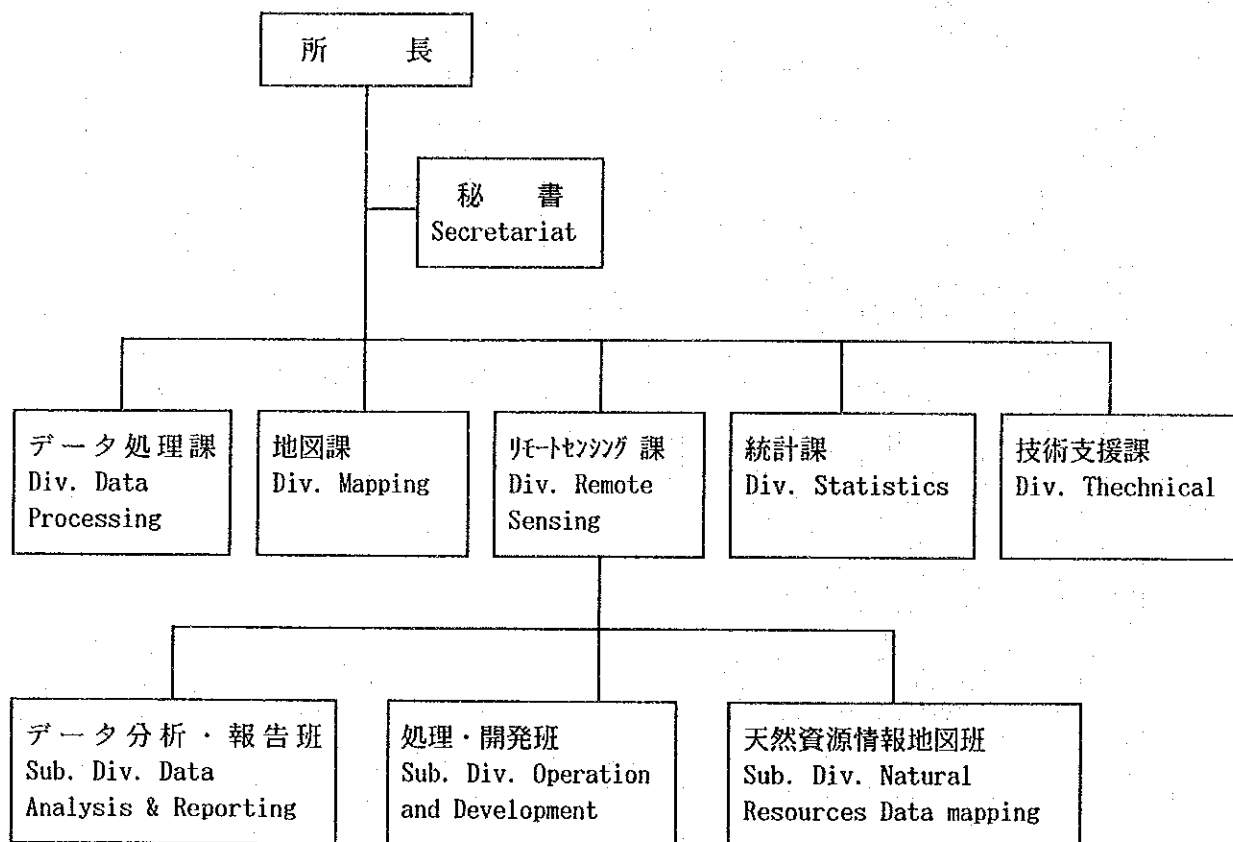 所長
秘書
Secretariat
データ処理課
Div. Data
Processing
地図課
Div. Mapping
リモートセンシング 課
Div. Remote
Sensing
統計課
Div. Statistics
技術支援課
Div. Thechnical
データ分析・報告班
Sub. Div. Data
Analysis & Reporting
処理・開発班
Sub. Div. Operation
and Development
天然資源情報地図班
Sub. Div. Natural
Resources Data mapping